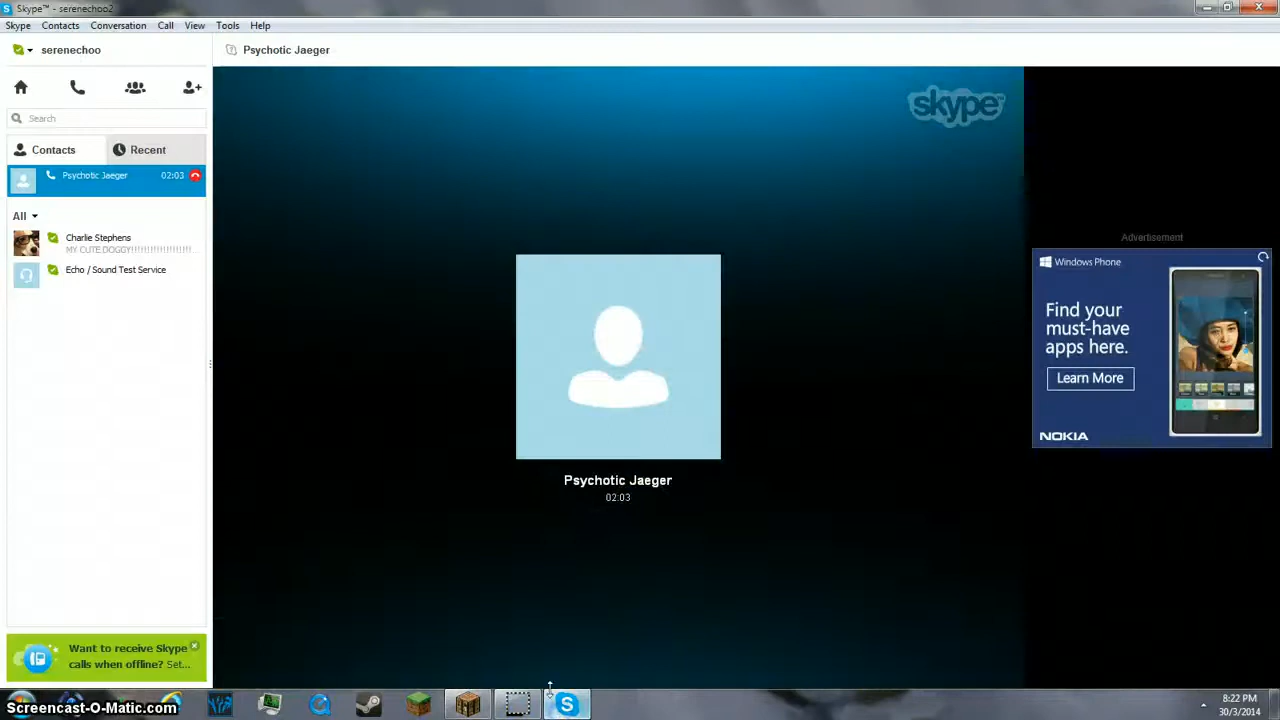 Skype™ - serenechoo2
Skype Contacts Conversation Call View Tools Help
serenechoo
Psychotic Jaeger
skype™
Search
Contacts
Recent
Psychotic Jaeger 02:03
All
Charlie Stephens
MY CUTE DOGGY!!!!!!!!!!!!!!!!!!!...
Echo / Sound Test Service
Psychotic Jaeger
02:03
Advertisement
Windows Phone
Find your
must-have
apps here.
Learn More
NOKIA
Want to receive Skype
calls when offline? Set...
Screencast-O-Matic.com
8:22 PM
30/3/2014